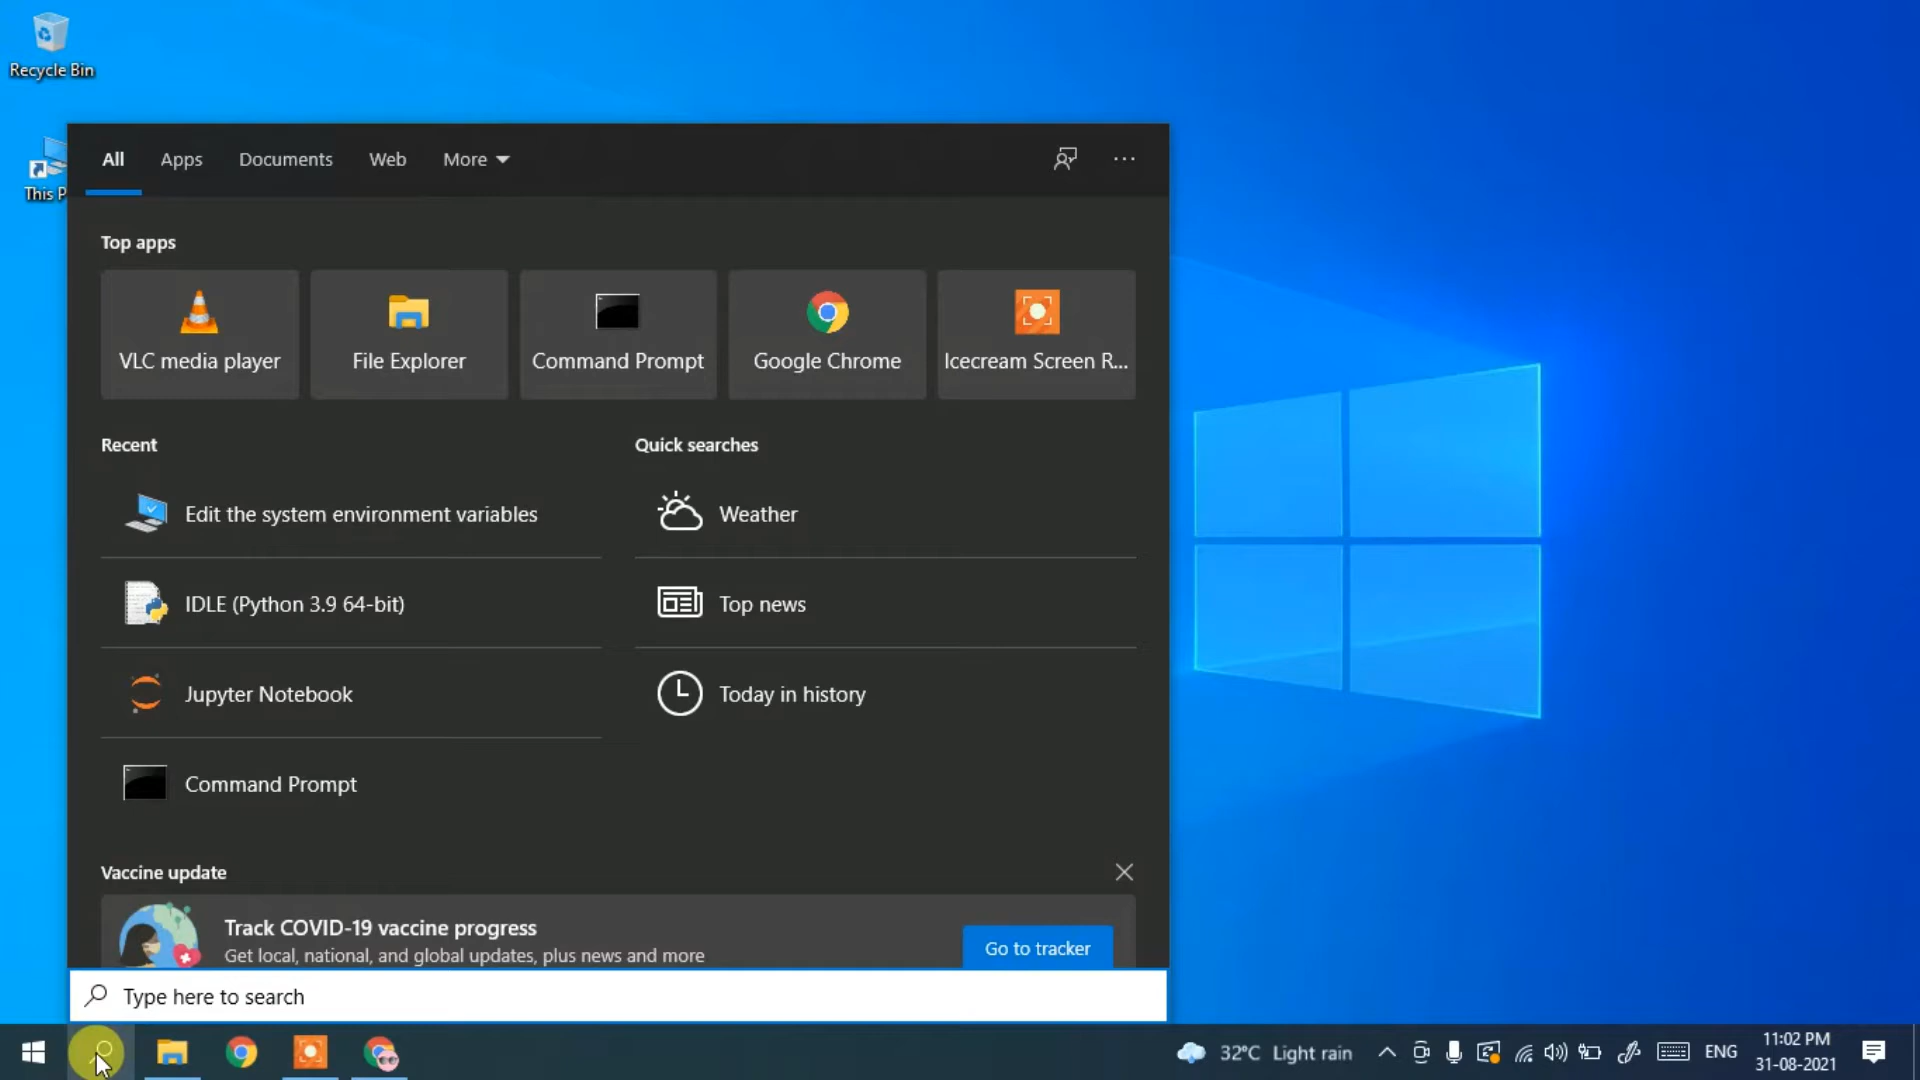 Recycle Bin
This P
All
Apps
Documents
Web
More
Top apps
VLC media player
File Explorer
Command Prompt
Google Chrome
Icecream Screen R...
Recent
Edit the system environment variables
IDLE (Python 3.9 64-bit)
Jupyter Notebook
Command Prompt
Quick searches
Weather
Top news
Today in history
Vaccine update
Track COVID-19 vaccine progress
Get local, national, and global updates, plus news and more
Go to tracker
Type here to search
32°C Light rain
ENG
11:02 PM
31-08-2021